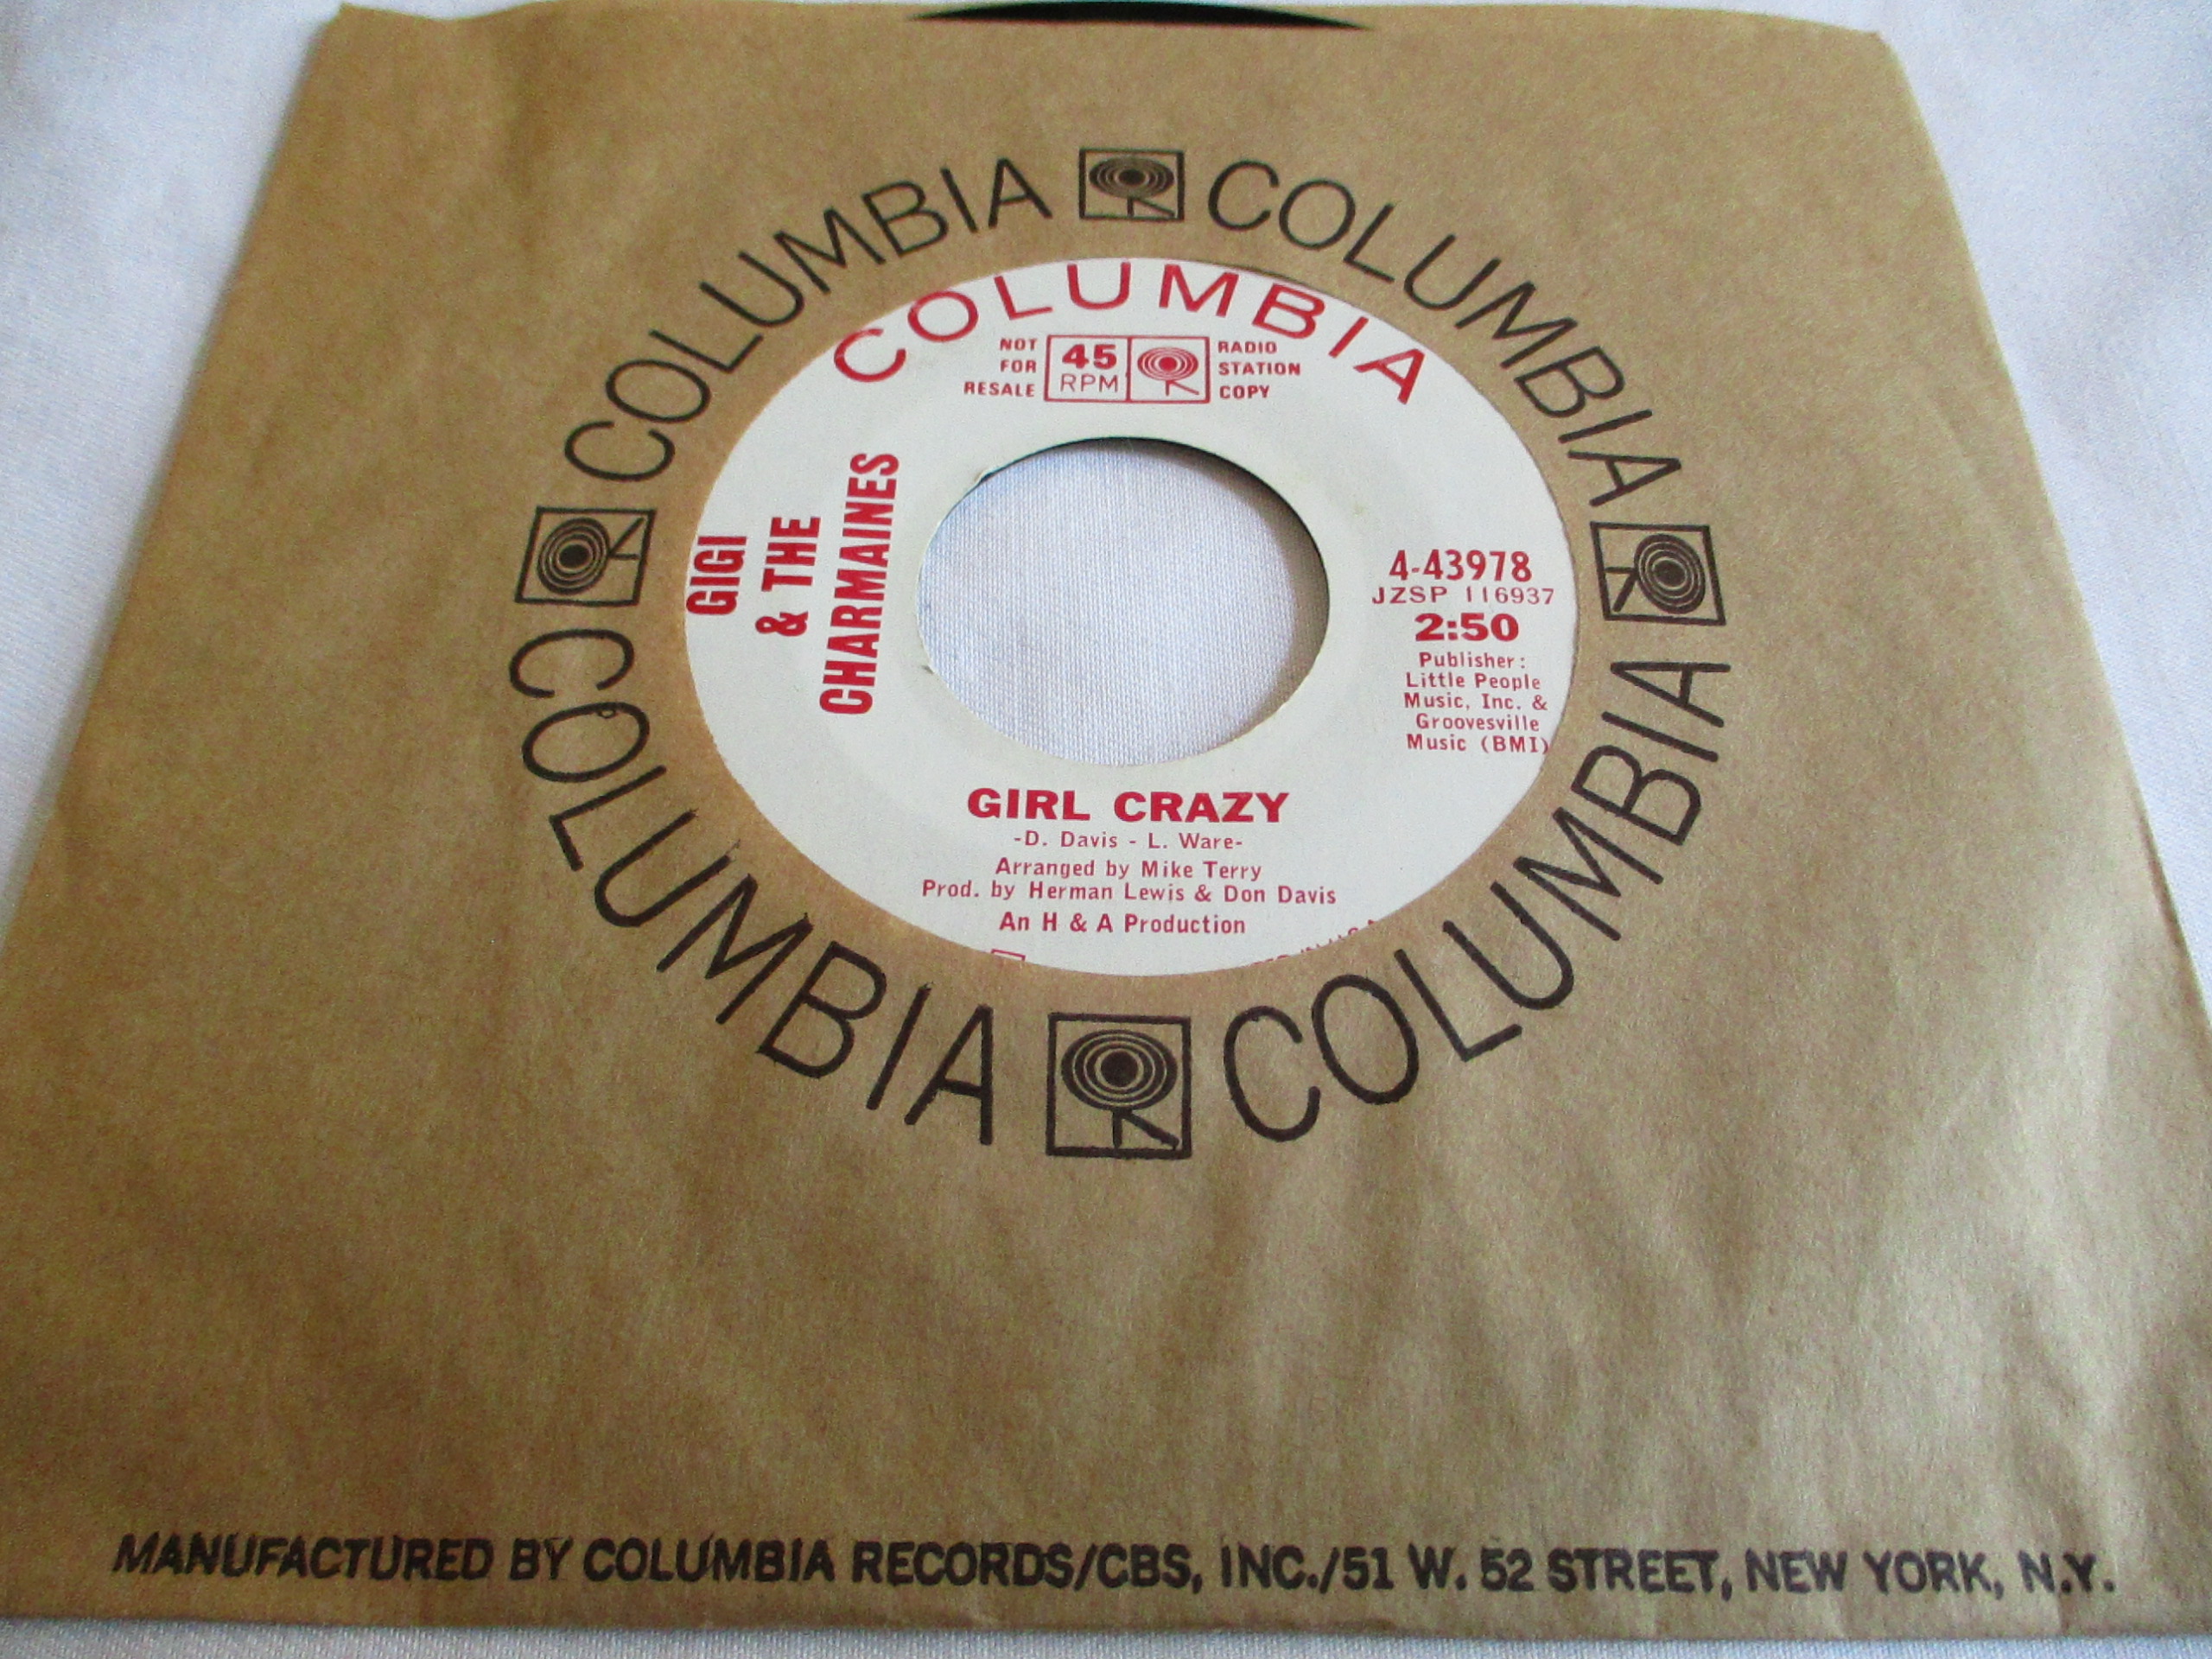 COLUMBIA
COLUMBIA
COLUMBIA
COLUMBIA
COLUMBIA
NOT
FOR
RESALE
45
RPM
RADIO
STATION
COPY
GIGI
& THE
CHARMAINES
4-43978
JZSP 116937
2:50
Publisher:
Little People
Music, Inc. &
Groovesville
Music (BMI)
GIRL CRAZY
-D. Davis - L. Ware-
Arranged by Mike Terry
Prod. by Herman Lewis & Don Davis
An H & A Production
MANUFACTURED BY COLUMBIA RECORDS/CBS, INC./51 W. 52 STREET, NEW YORK, N.Y.